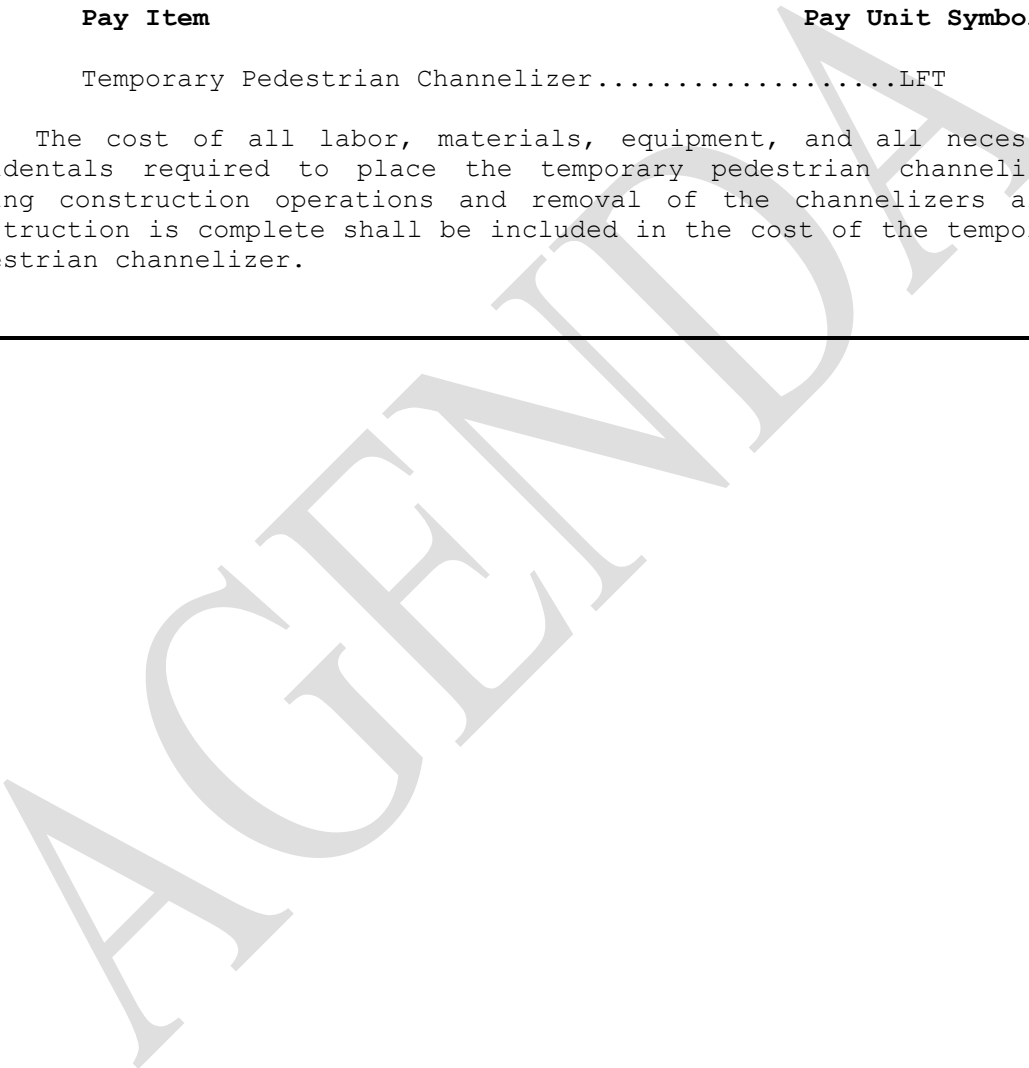 Pay Item Pay Unit Symbo
Temporary Pedestrian Channelizer...................LFT
The cost of all labor, materials, equipment, and all neces
identals required to place the temporary pedestrian channeli
ing construction operations and removal of the channelizers a
truction is complete shall be included in the cost of the tempo
estrian channelizer.
AGENDA